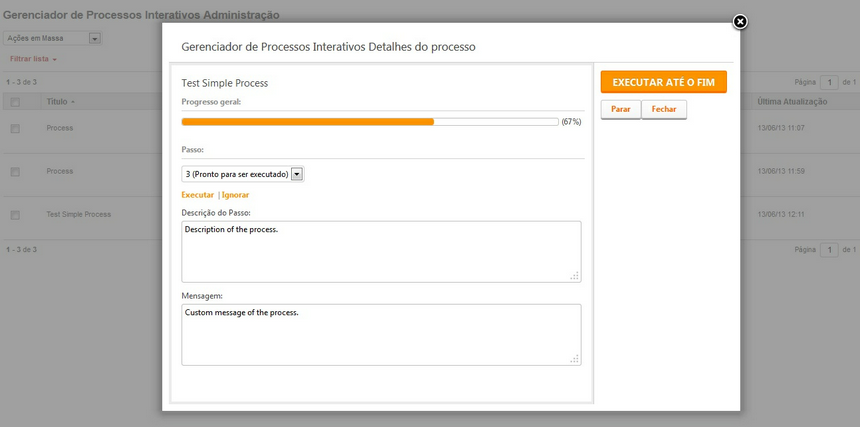 Gerenciador de Processos Interativos Administração
Ações em Massa
Filtrar lista
1 - 3 de 3
Página 1 de 1
Título
Última Atualização
Process
13/06/13 11:07
Process
13/06/13 11:59
Test Simple Process
13/06/13 12:11
1 - 3 de 3
Página 1 de 1
Gerenciador de Processos Interativos Detalhes do processo
Test Simple Process
Progresso geral:
(67%)
Passo:
3 (Pronto para ser executado)
Executar | Ignorar
Descrição do Passo:
Description of the process.
Mensagem:
Custom message of the process.
EXECUTAR ATÉ O FIM
Parar
Fechar